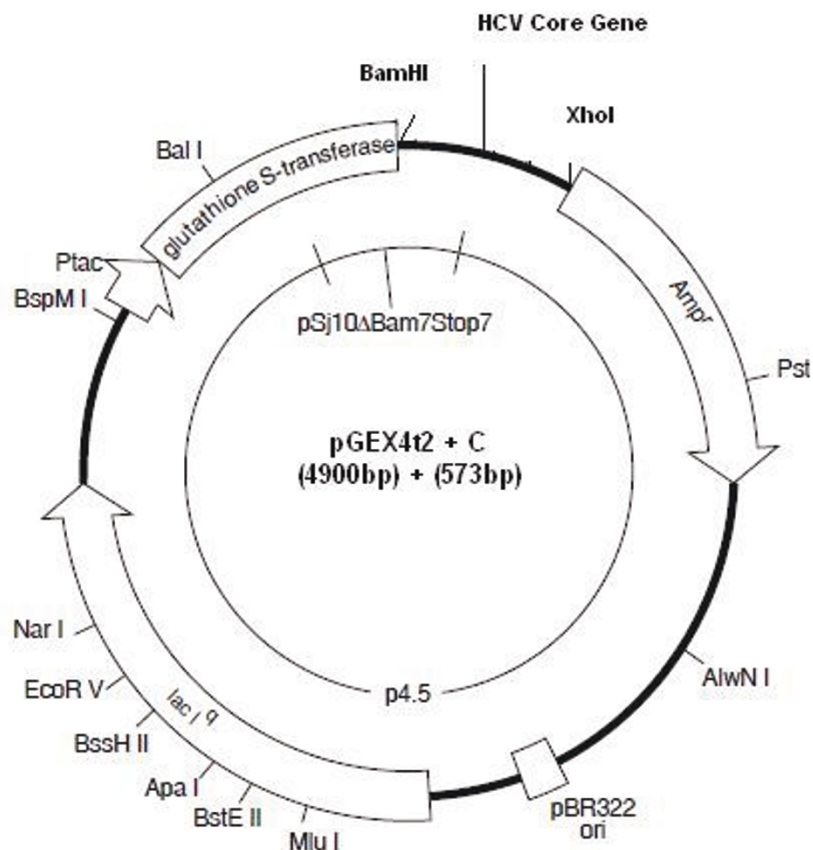 HCV Core Gene
BamHI
XhoI
Bal I
glutathione S-transferase
Ptac
BspM I
pSj10ΔBam7Stop7
Ampʳ
Pst
pGEX4t2 + C
(4900bp) + (573bp)
Nar I
EcoR V
BssH II
Apa I
BstE II
Mlu I
lac I q
p4.5
AlwN I
pBR322
ori